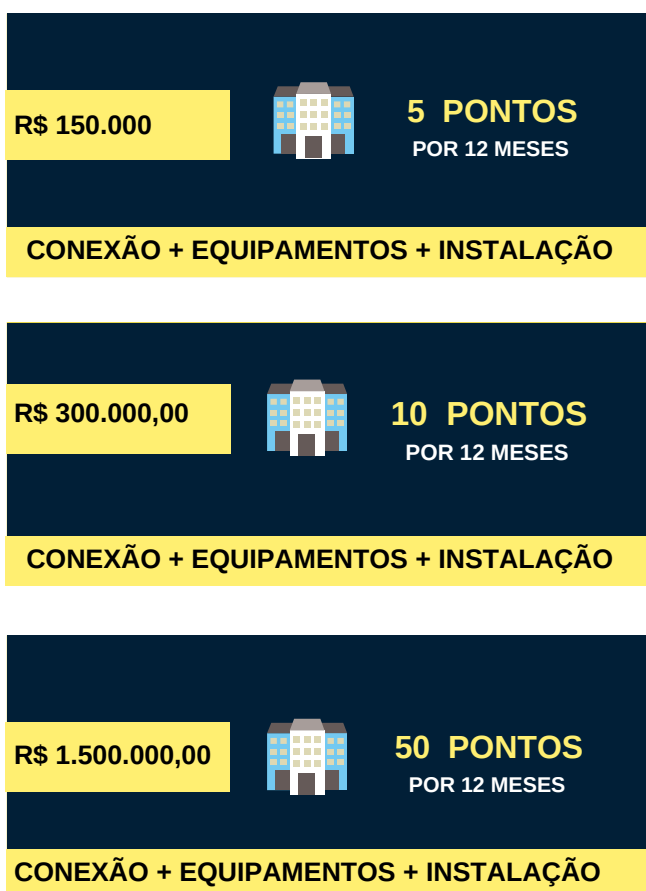 R$ 150.000
5 PONTOS
POR 12 MESES
CONEXÃO + EQUIPAMENTOS + INSTALAÇÃO
R$ 300.000,00
10 PONTOS
POR 12 MESES
CONEXÃO + EQUIPAMENTOS + INSTALAÇÃO
R$ 1.500.000,00
50 PONTOS
POR 12 MESES
CONEXÃO + EQUIPAMENTOS + INSTALAÇÃO